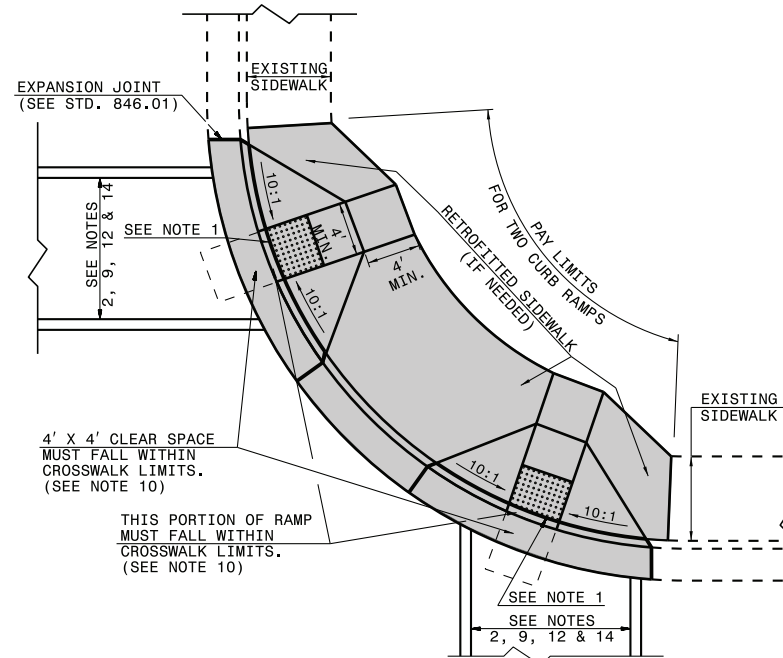 EXISTING
SIDEWALK
EXPANSION JOINT
(SEE STD. 846.01)
SEE NOTES
2, 9, 12 & 14
SEE NOTE 1
10:1
4'
MIN.
4'
MIN.
10:1
PAY LIMITS
FOR TWO CURB RAMPS
RETROFITTED SIDEWALK
(IF NEEDED)
EXISTING
SIDEWALK
4' X 4' CLEAR SPACE
MUST FALL WITHIN
CROSSWALK LIMITS.
(SEE NOTE 10)
10:1
10:1
THIS PORTION OF RAMP
MUST FALL WITHIN
CROSSWALK LIMITS.
(SEE NOTE 10)
SEE NOTE 1
SEE NOTES
2, 9, 12 & 14